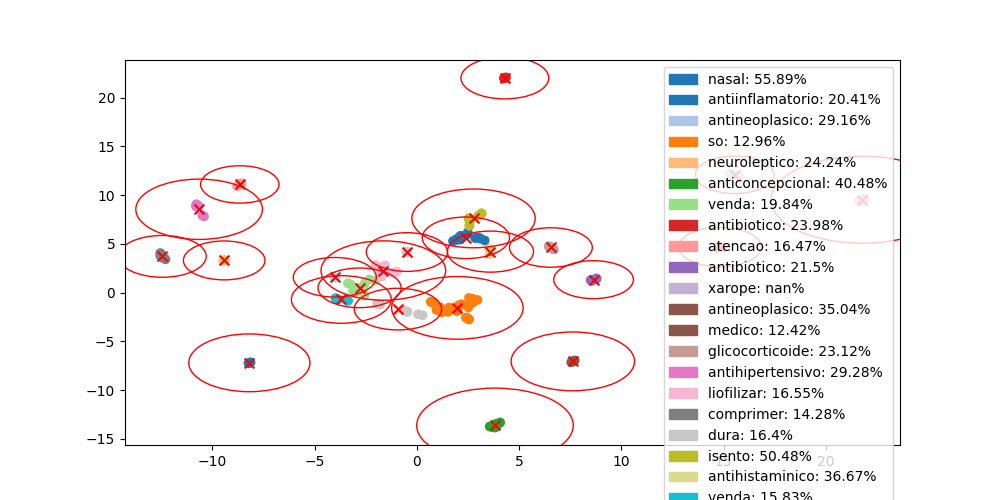 20
15
10
5
0
−5
−10
−15
−10
−5
0
5
10
15
20
nasal: 55.89%
antiinflamatorio: 20.41%
antineoplasico: 29.16%
so: 12.96%
neuroleptico: 24.24%
anticoncepcional: 40.48%
venda: 19.84%
antibiotico: 23.98%
atencao: 16.47%
antibiotico: 21.5%
xarope: nan%
antineoplasico: 35.04%
medico: 12.42%
glicocorticoide: 23.12%
antihipertensivo: 29.28%
liofilizar: 16.55%
comprimer: 14.28%
dura: 16.4%
isento: 50.48%
antihistaminico: 36.67%
venda: 15.83%